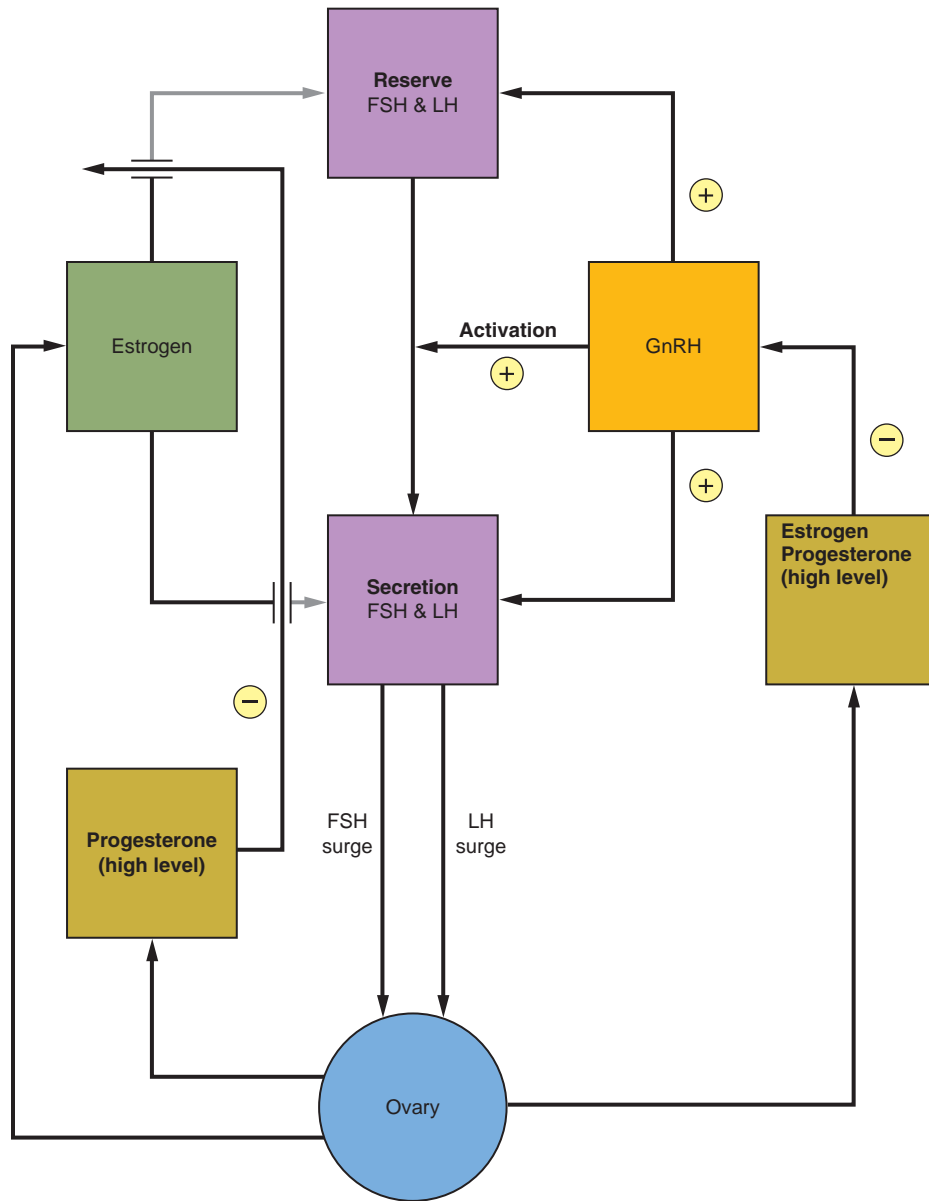 Reserve
FSH & LH
+
Estrogen
Activation
+
GnRH
−
+
Estrogen
Progesterone
(high level)
Secretion
FSH & LH
−
Progesterone
(high level)
FSH
surge
LH
surge
Ovary